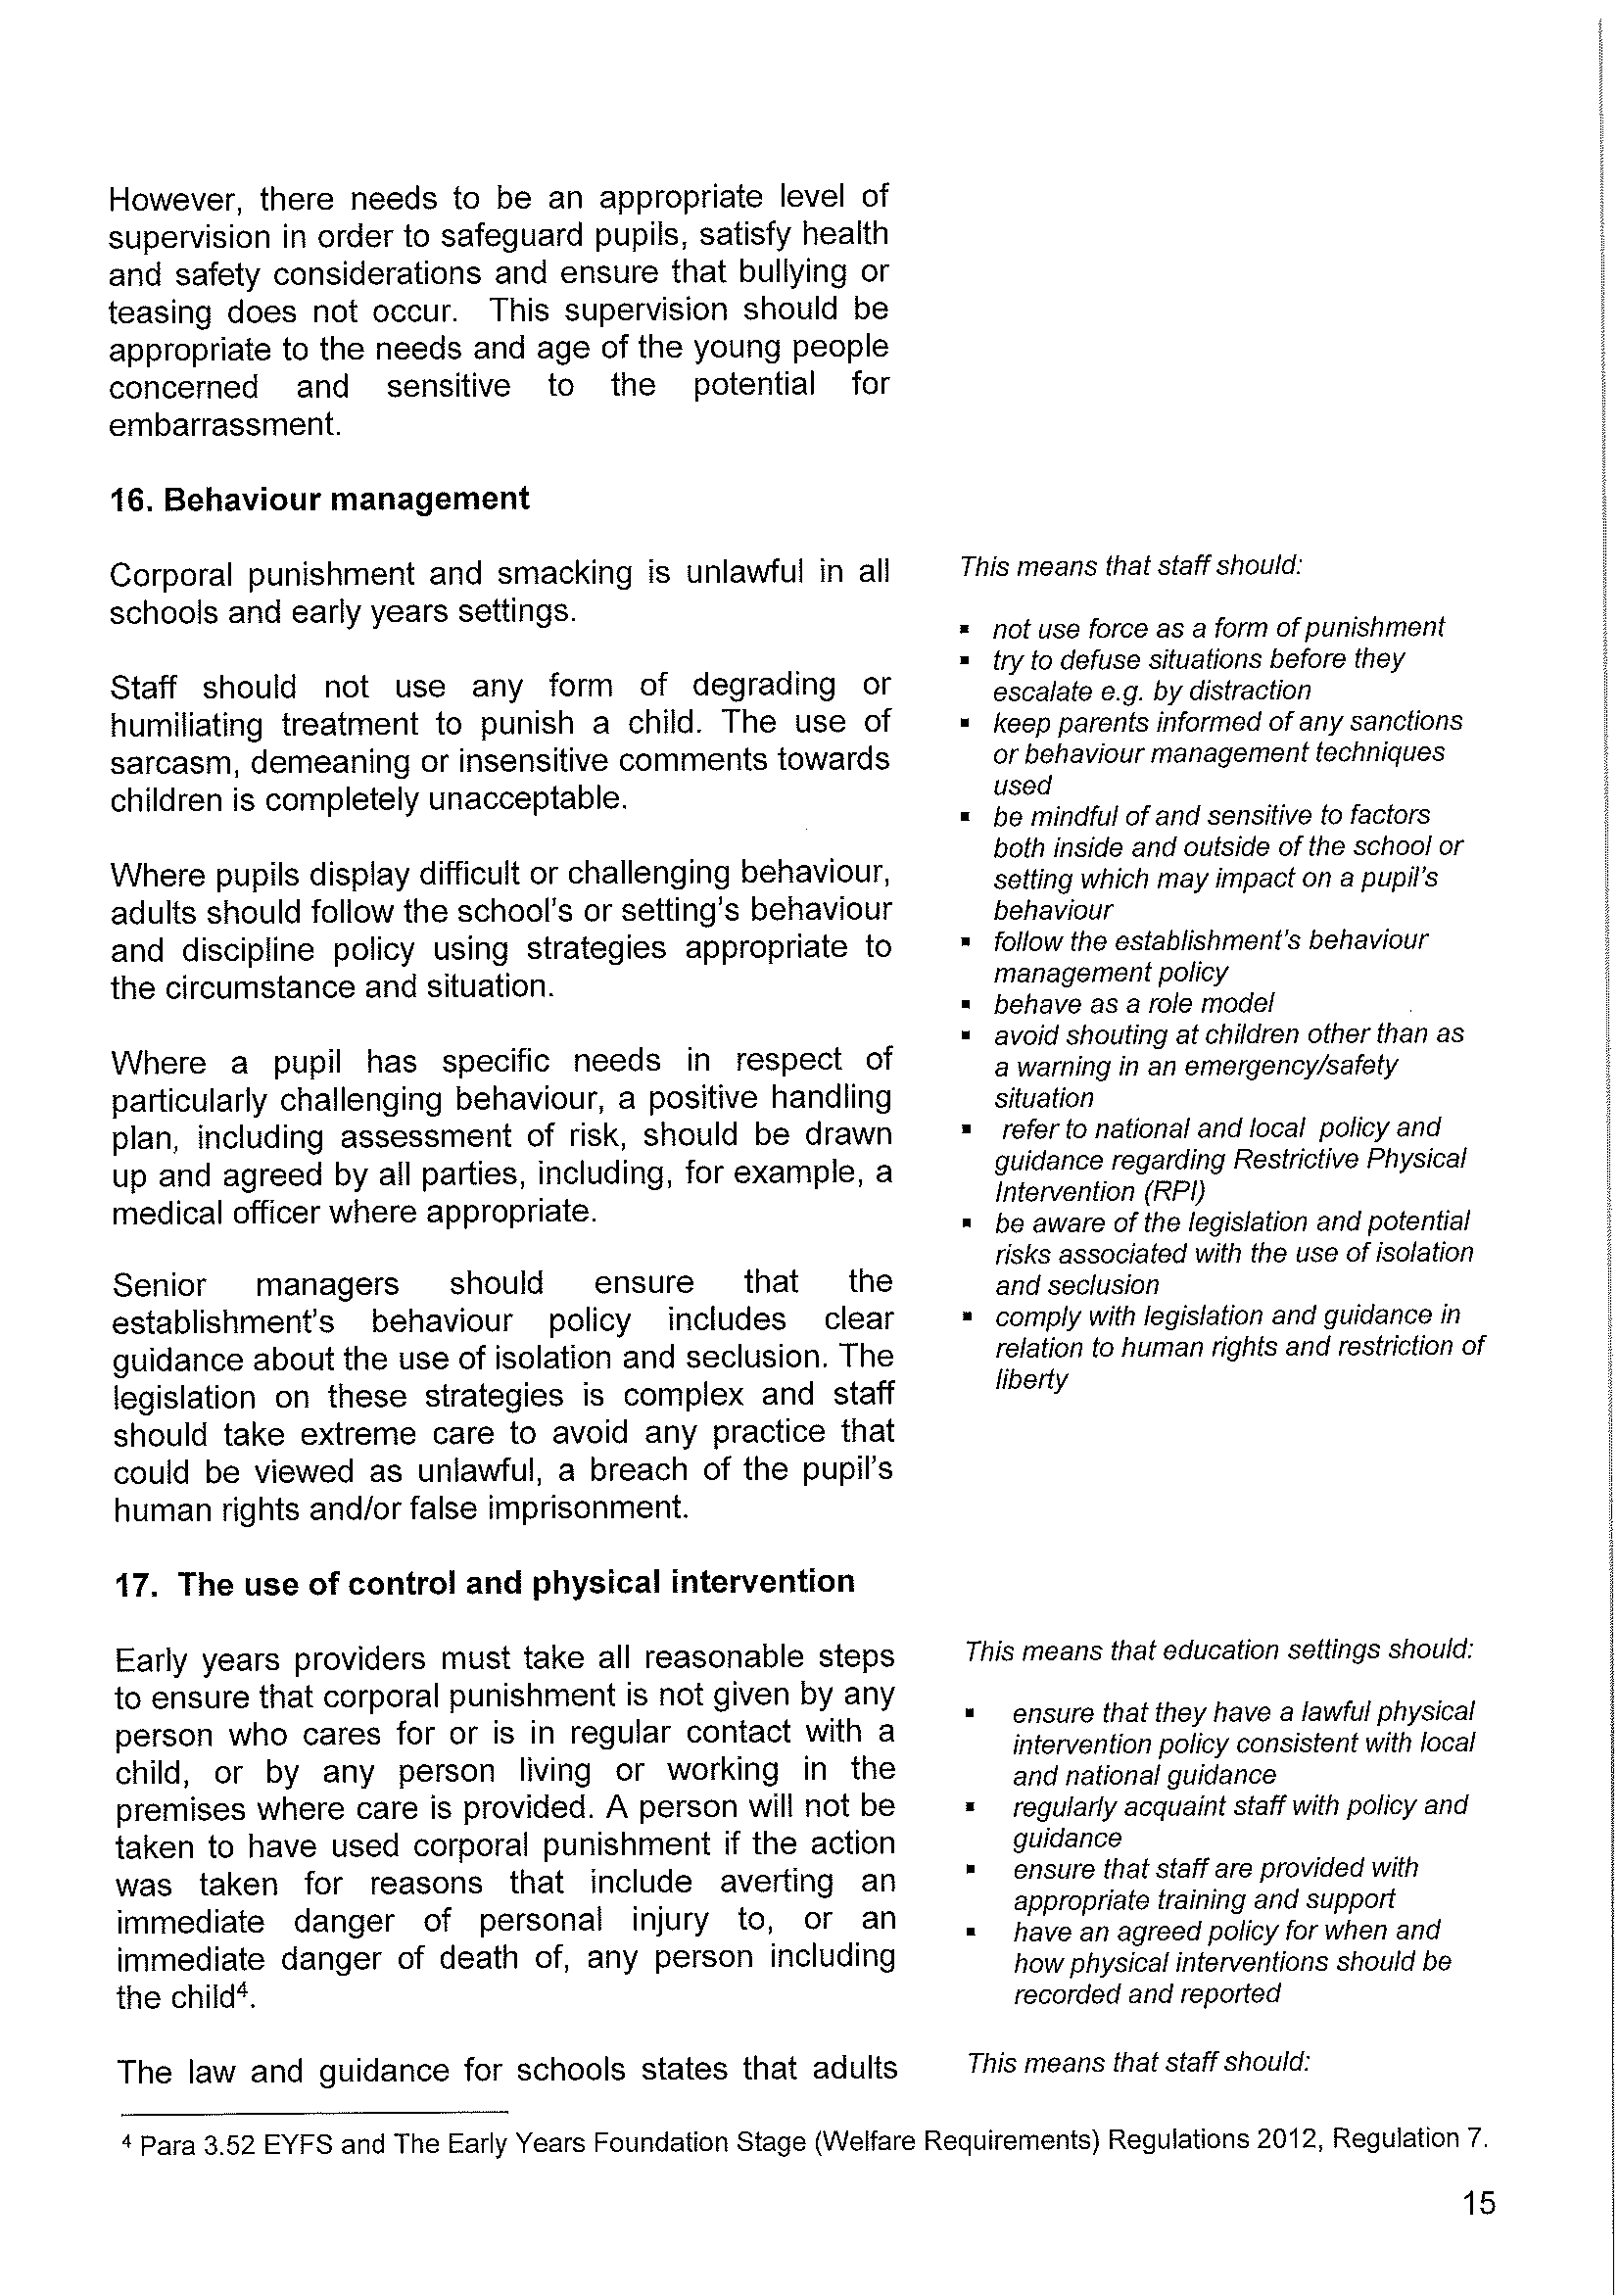 However, there needs to be an appropriate level of
supervision in order to safeguard pupils, satisfy health
and safety considerations and ensure that bullying or
teasing does not occur. This supervision should be
appropriate to the needs and age of the young people
concerned and sensitive to the potential for
embarrassment.
16. Behaviour management
Corporal punishment and smacking is unlawful in all
schools and early years settings.
Staff should not use any form of degrading or
humiliating treatment to punish a child. The use of
sarcasm, demeaning or insensitive comments towards
children is completely unacceptable.
Where pupils display difficult or challenging behaviour,
adults should follow the school's or setting's behaviour
and discipline policy using strategies appropriate to
the circumstance and situation.
Where a pupil has specific needs in respect of
particularly challenging behaviour, a positive handling
plan, including assessment of risk, should be drawn
up and agreed by all parties, including, for example, a
medical officer where appropriate.
Senior managers should ensure that the
establishment's behaviour policy includes clear
guidance about the use of isolation and seclusion. The
legislation on these strategies is complex and staff
should take extreme care to avoid any practice that
could be viewed as unlawful, a breach of the pupil's
human rights and/or false imprisonment.
This means that staff should:
▪ not use force as a form of punishment
▪ try to defuse situations before they
escalate e.g. by distraction
▪ keep parents informed of any sanctions
or behaviour management techniques
used
▪ be mindful of and sensitive to factors
both inside and outside of the school or
setting which may impact on a pupil's
behaviour
▪ follow the establishment's behaviour
management policy
▪ behave as a role model
▪ avoid shouting at children other than as
a warning in an emergency/safety
situation
▪ refer to national and local policy and
guidance regarding Restrictive Physical
Intervention (RPI)
▪ be aware of the legislation and potential
risks associated with the use of isolation
and seclusion
▪ comply with legislation and guidance in
relation to human rights and restriction of
liberty
17. The use of control and physical intervention
Early years providers must take all reasonable steps
to ensure that corporal punishment is not given by any
person who cares for or is in regular contact with a
child, or by any person living or working in the
premises where care is provided. A person will not be
taken to have used corporal punishment if the action
was taken for reasons that include averting an
immediate danger of personal injury to, or an
immediate danger of death of, any person including
the child⁴.
The law and guidance for schools states that adults
This means that education settings should:
▪ ensure that they have a lawful physical
intervention policy consistent with local
and national guidance
▪ regularly acquaint staff with policy and
guidance
▪ ensure that staff are provided with
appropriate training and support
▪ have an agreed policy for when and
how physical interventions should be
recorded and reported
This means that staff should:
⁴ Para 3.52 EYFS and The Early Years Foundation Stage (Welfare Requirements) Regulations 2012, Regulation 7.
15